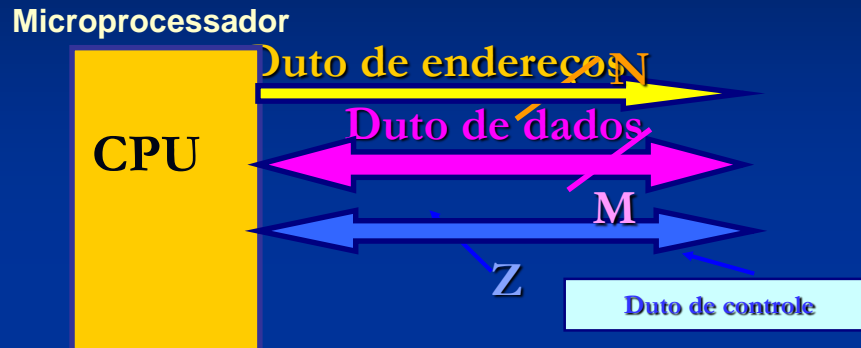 Microprocessador
Duto de endereços
N
Duto de dados
CPU
M
Z
Duto de controle